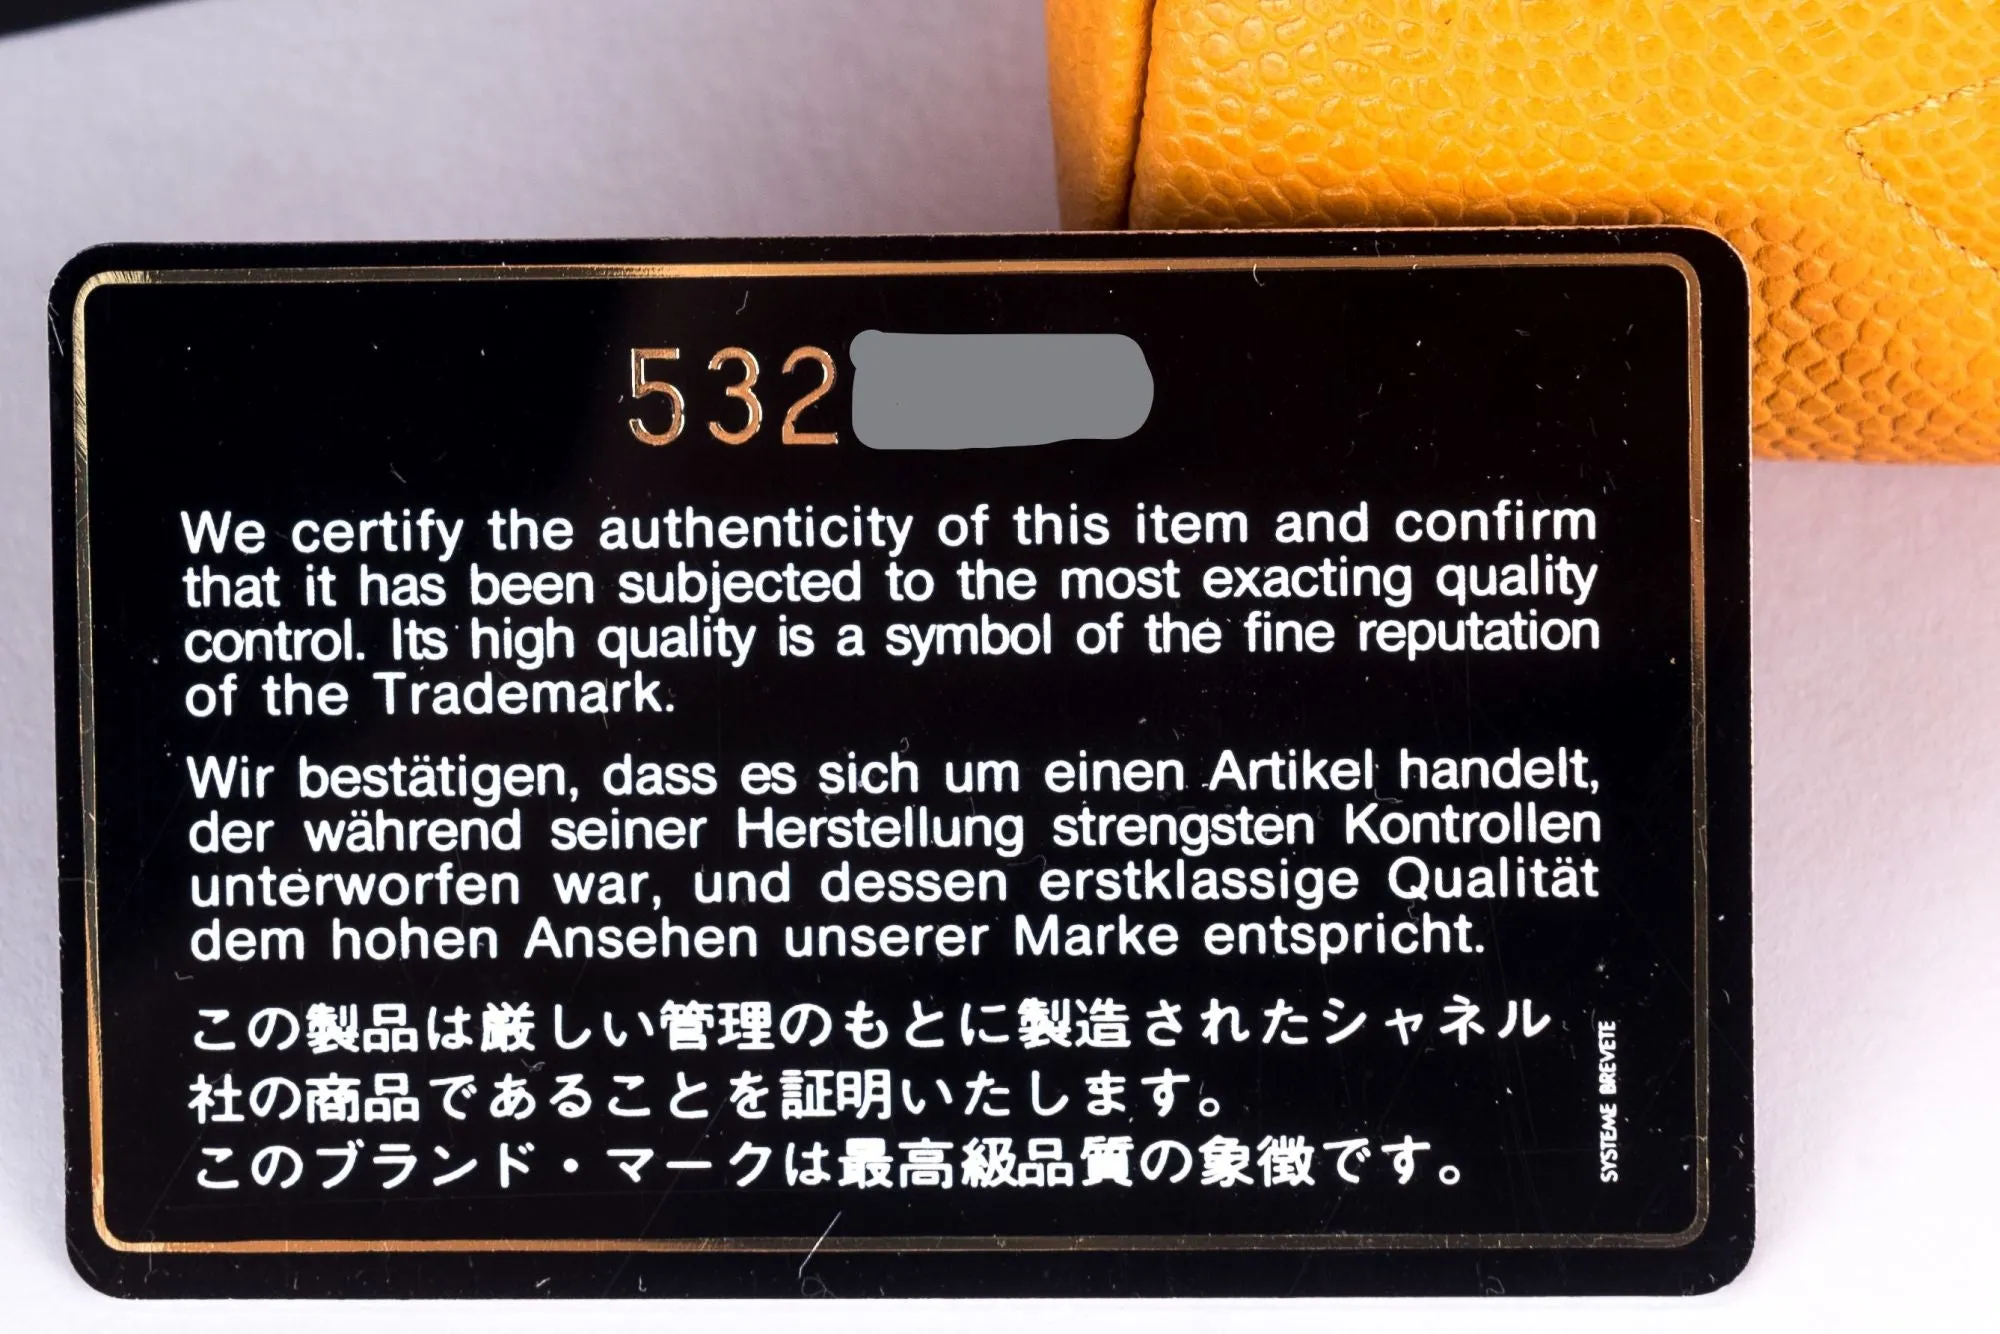 532
We certify the authenticity of this item and confirm
that it has been subjected to the most exacting quality
control. Its high quality is a symbol of the fine reputation
of the Trademark.
Wir bestätigen, dass es sich um einen Artikel handelt,
der während seiner Herstellung strengsten Kontrollen
unterworfen war, und dessen erstklassige Qualität
dem hohen Ansehen unserer Marke entspricht.
この製品は厳しい管理のもとに製造されたシャネル
社の商品であることを証明いたします。
このブランド・マークは最高級品質の象徴です。
SYSTEME BREVETE